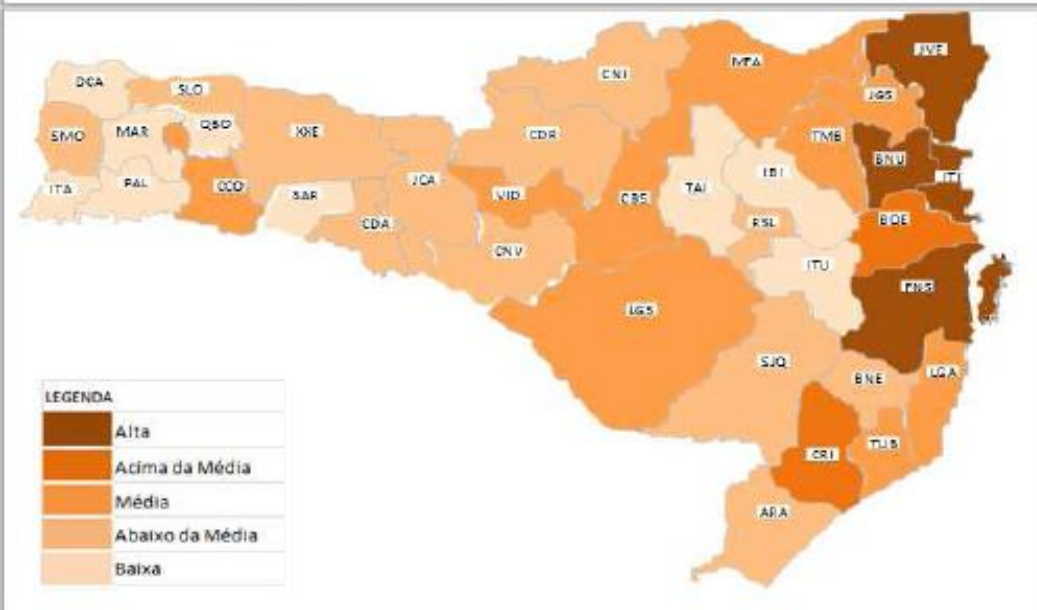 JVE
MFA
CNI
JGS
DCA
SLO
QBO
XXE
SMO
MAR
CDR
TMB
BNU
ITJ
ITA
PAL
CCO
SAR
JCA
VID
CBS
TAI
IBI
CDA
RSL
BQE
CNV
ITU
FNS
LGS
SJQ
BNE
LGA
CRI
TUB
ARA
LEGENDA
Alta
Acima da Média
Média
Abaixo da Média
Baixa